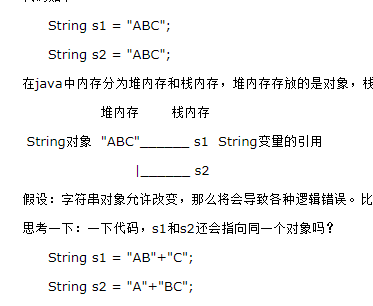 String s1 = "ABC";
String s2 = "ABC";
在java中内存分为堆内存和栈内存，堆内存存放的是对象，栈
堆内存 栈内存
String对象 "ABC"______ s1 String变量的引用
|______ s2
假设：字符串对象允许改变，那么将会导致各种逻辑错误。比
思考一下：一下代码，s1和s2还会指向同一个对象吗？
String s1 = "AB"+"C";
String s2 = "A"+"BC";